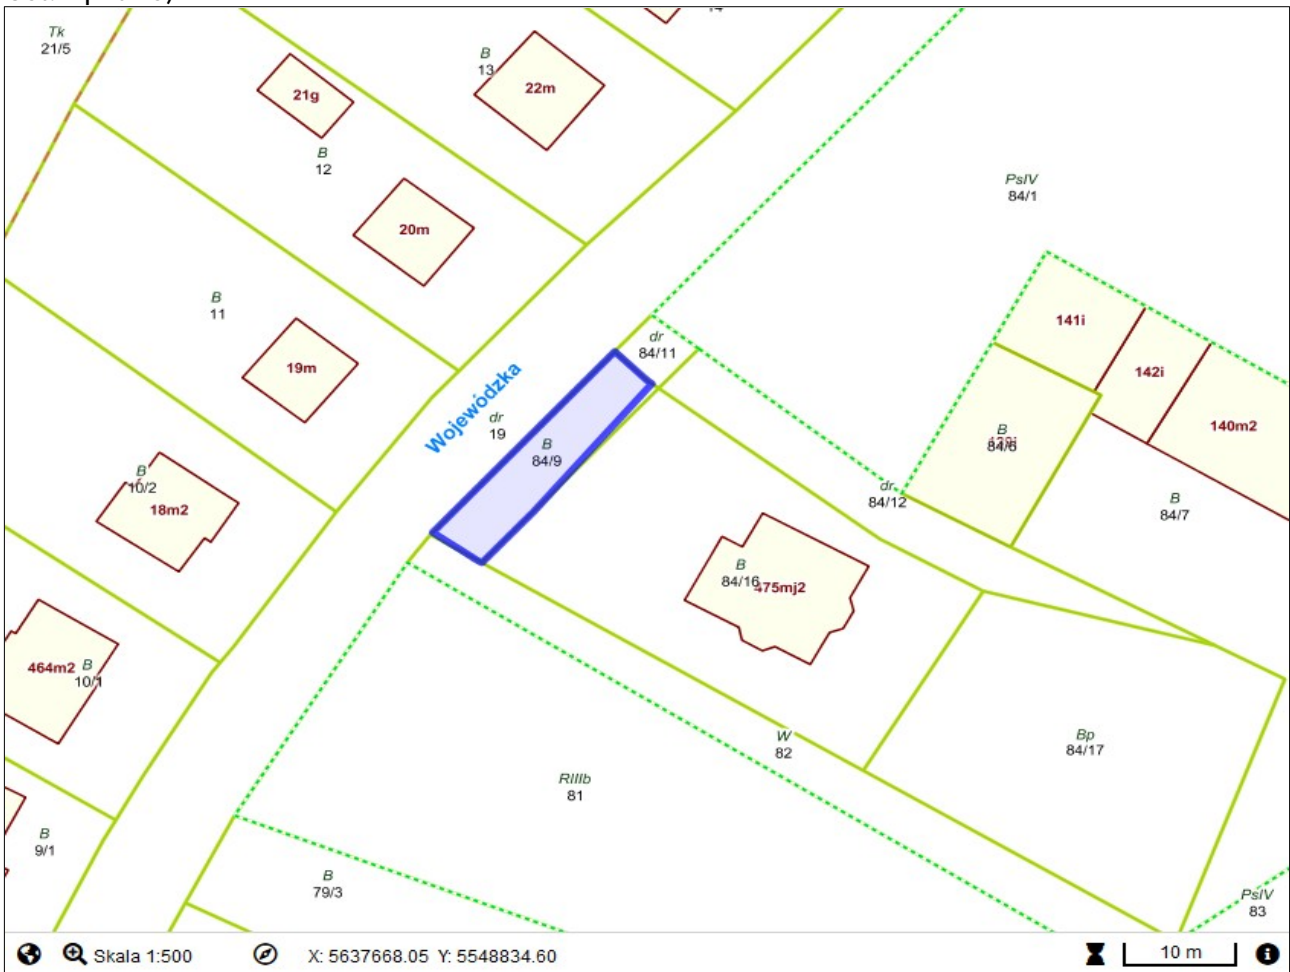 Tk
21/5
B
13
22m
21g
B
12
20m
PsIV
84/1
B
11
141i
142i
140m2
19m
dr
84/11
Wojewódzka
dr
19
B
84/9
B
84/6
B
10/2
18m2
dr
84/12
B
84/7
B
84/16
475mj2
464m2
B
10/1
W
82
Bp
84/17
RIIIb
81
B
9/1
B
79/3
PsIV
83
Skala 1:500
X: 5637668.05 Y: 5548834.60
10 m